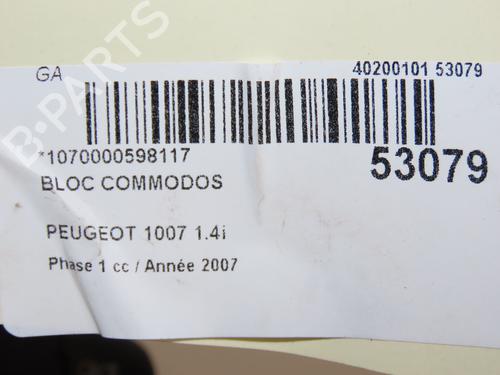 GA 40200101 53079
*1070000598117 53079
BLOC COMMODOS
PEUGEOT 1007 1.4i
Phase 1 cc / Année 2007
B-PARTS